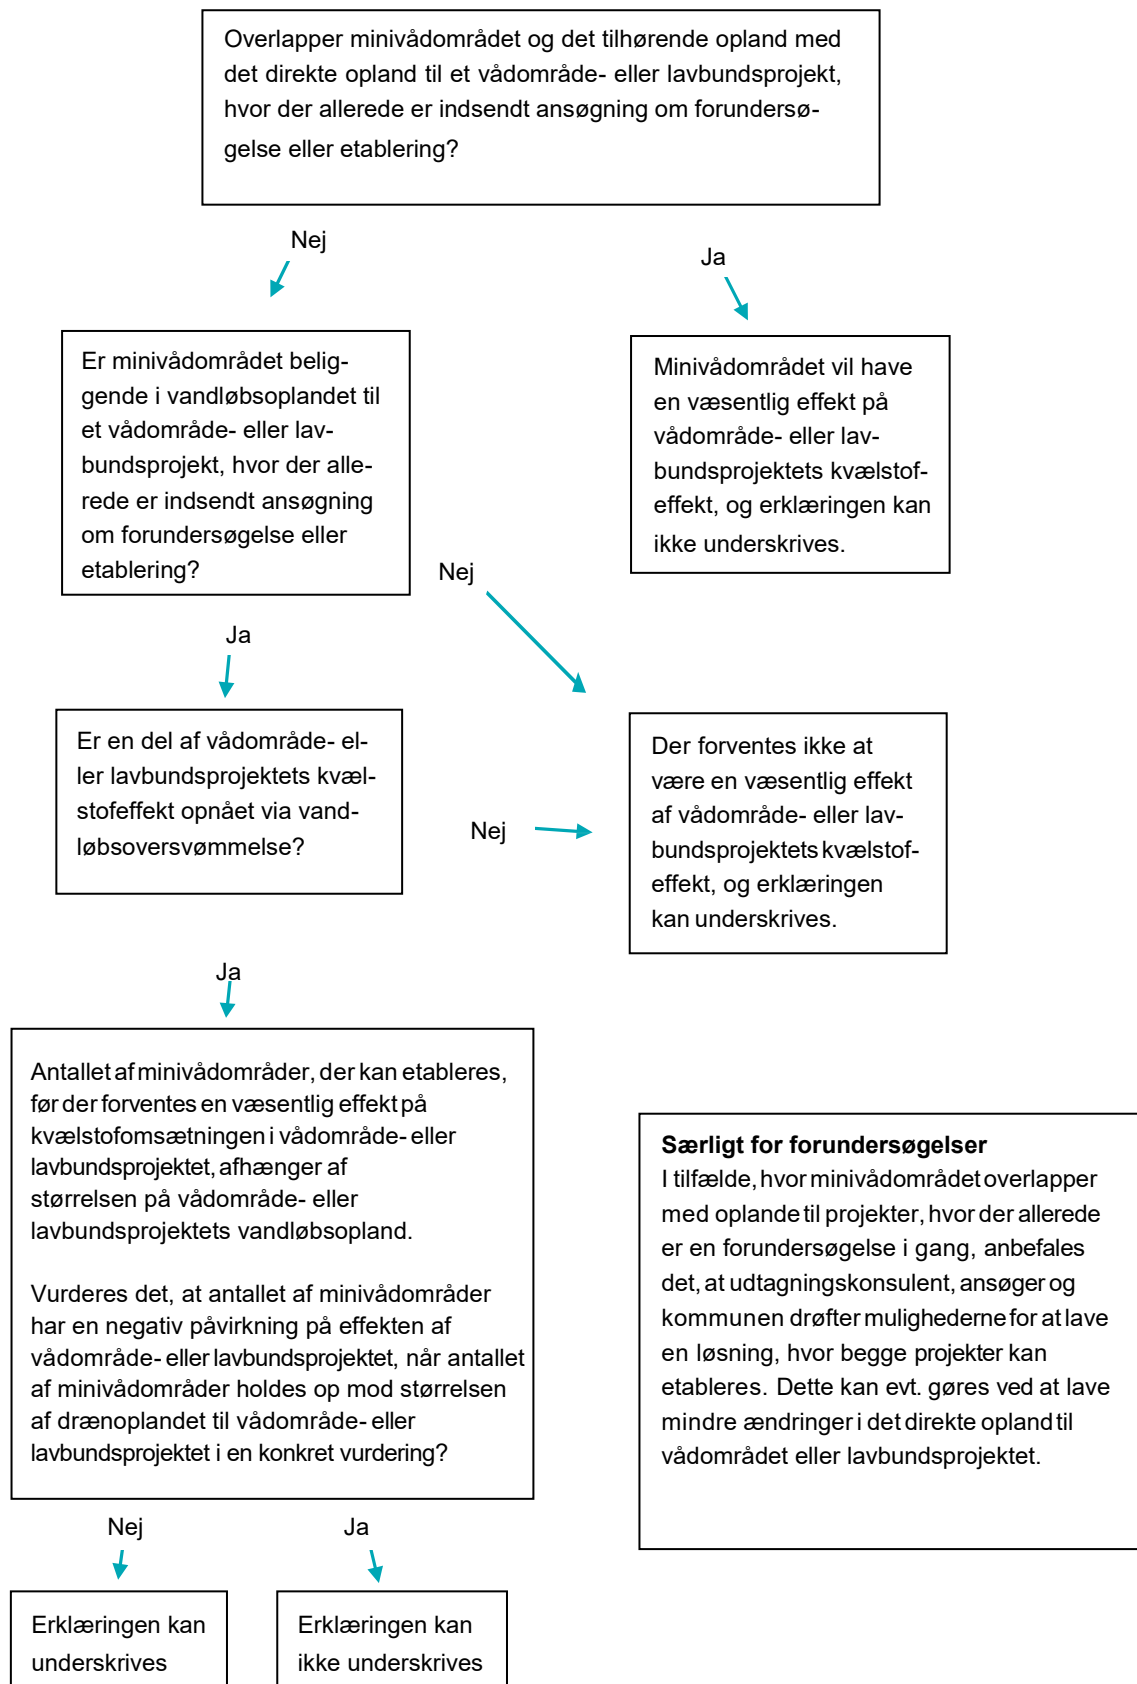 Overlapper minivådområdet og det tilhørende opland med
det direkte opland til et vådområde- eller lavbundsprojekt,
hvor der allerede er indsendt ansøgning om forundersø-
gelse eller etablering?
Nej
Ja
Er minivådområdet belig-
gende i vandløbsoplandet til
et vådområde- eller lav-
bundsprojekt, hvor der alle-
rede er indsendt ansøgning
om forundersøgelse eller
etablering?
Minivådområdet vil have
en væsentlig effekt på
vådområde- eller lav-
bundsprojektets kvælstof-
effekt, og erklæringen kan
ikke underskrives.
Nej
Ja
Er en del af vådområde- el-
ler lavbundsprojektets kvæl-
stofeffekt opnået via vand-
løbsoversvømmelse?
Nej
Der forventes ikke at
være en væsentlig effekt
af vådområde- eller lav-
bundsprojektets kvælstof-
effekt, og erklæringen
kan underskrives.
Ja
Antallet af minivådområder, der kan etableres,
før der forventes en væsentlig effekt på
kvælstofomsætningen i vådområde- eller
lavbundsprojektet, afhænger af
størrelsen på vådområde- eller
lavbundsprojektets vandløbsopland.
Vurderes det, at antallet af minivådområder
har en negativ påvirkning på effekten af
vådområde- eller lavbundsprojektet, når antallet
af minivådområder holdes op mod størrelsen
af drænoplandet til vådområde- eller
lavbundsprojektet i en konkret vurdering?
Særligt for forundersøgelser
I tilfælde, hvor minivådområdet overlapper
med oplande til projekter, hvor der allerede
er en forundersøgelse i gang, anbefales
det, at udtagningskonsulent, ansøger og
kommunen drøfter mulighederne for at lave
en løsning, hvor begge projekter kan
etableres. Dette kan evt. gøres ved at lave
mindre ændringer i det direkte opland til
vådområdet eller lavbundsprojektet.
Nej
Ja
Erklæringen kan
underskrives
Erklæringen kan
ikke underskrives